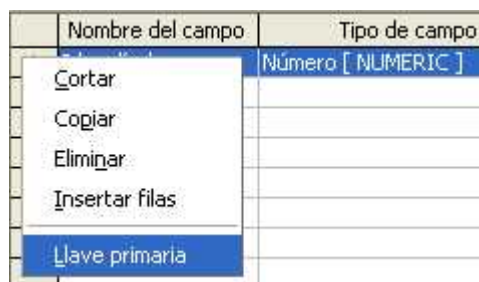 Nombre del campo Tipo de campo
Número [ NUMERIC ]
Cortar
Copiar
Eliminar
Insertar filas
Llave primaria